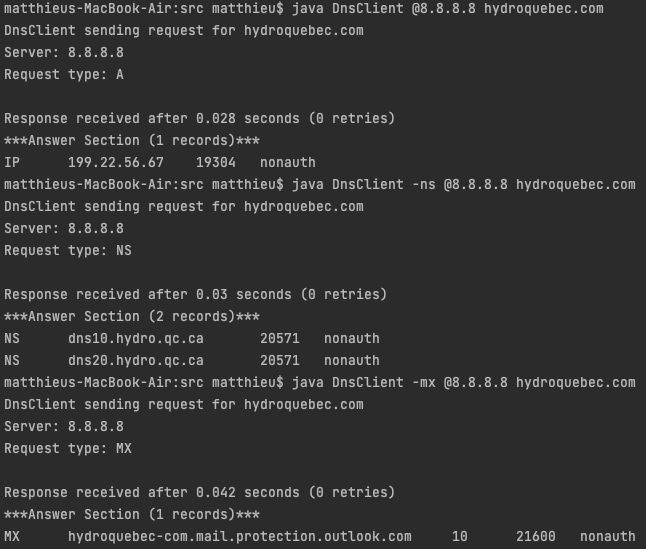 matthieus-MacBook-Air:src matthieu$ java DnsClient @8.8.8.8 hydroquebec.com
DnsClient sending request for hydroquebec.com
Server: 8.8.8.8
Request type: A

Response received after 0.028 seconds (0 retries)
***Answer Section (1 records)***
IP      199.22.56.67    19304   nonauth
matthieus-MacBook-Air:src matthieu$ java DnsClient -ns @8.8.8.8 hydroquebec.com
DnsClient sending request for hydroquebec.com
Server: 8.8.8.8
Request type: NS

Response received after 0.03 seconds (0 retries)
***Answer Section (2 records)***
NS      dns10.hydro.qc.ca       20571   nonauth
NS      dns20.hydro.qc.ca       20571   nonauth
matthieus-MacBook-Air:src matthieu$ java DnsClient -mx @8.8.8.8 hydroquebec.com
DnsClient sending request for hydroquebec.com
Server: 8.8.8.8
Request type: MX

Response received after 0.042 seconds (0 retries)
***Answer Section (1 records)***
MX      hydroquebec-com.mail.protection.outlook.com     10      21600   nonauth